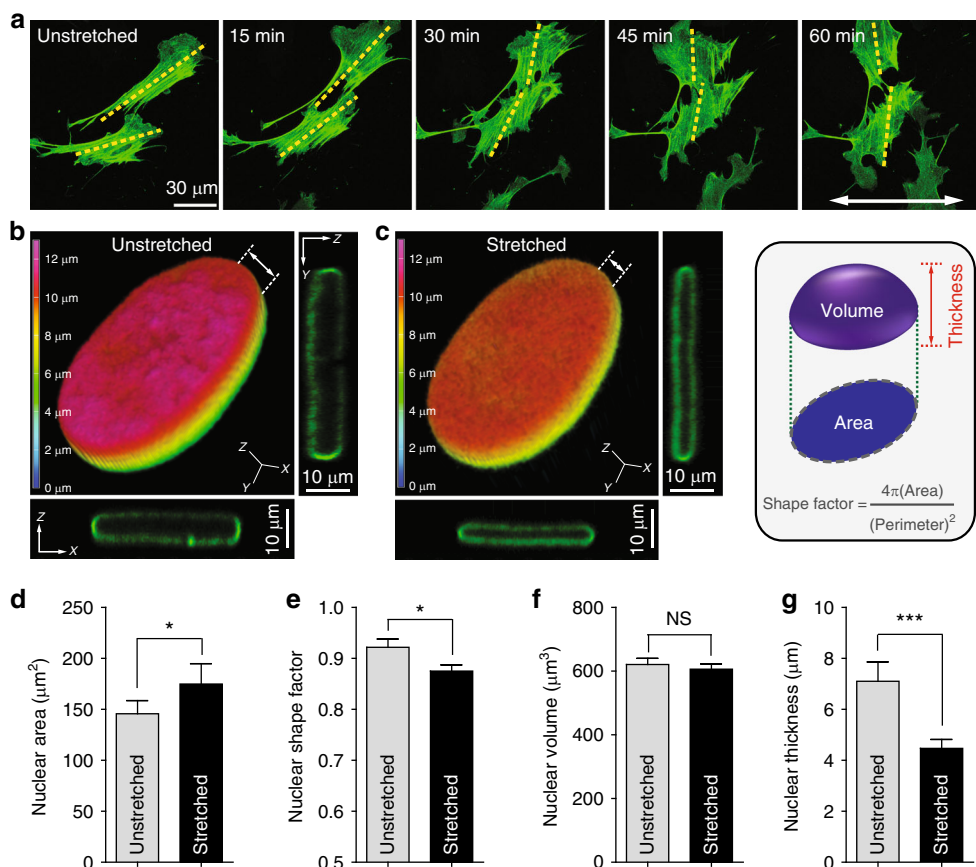 a
Unstretched
15 min
30 min
45 min
60 min
30 μm
b
Unstretched
12 μm
10 μm
8 μm
6 μm
4 μm
2 μm
0 μm
Z
X
Y
Z
Y
10 μm
Z
X
10 μm
c
Stretched
12 μm
10 μm
8 μm
6 μm
4 μm
2 μm
0 μm
Z
X
Y
10 μm
10 μm
Volume
Thickness
Area
Shape factor = 4π(Area)
(Perimeter)²
d
Nuclear area (μm²)
250
200
150
100
50
0
*
Unstretched
Stretched
e
Nuclear shape factor
1.0
0.9
0.8
0.7
0.6
0.5
*
Unstretched
Stretched
f
Nuclear volume (μm³)
1,000
800
600
400
200
0
NS
Unstretched
Stretched
g
Nuclear thickness (μm)
10
8
6
4
2
0
***
Unstretched
Stretched